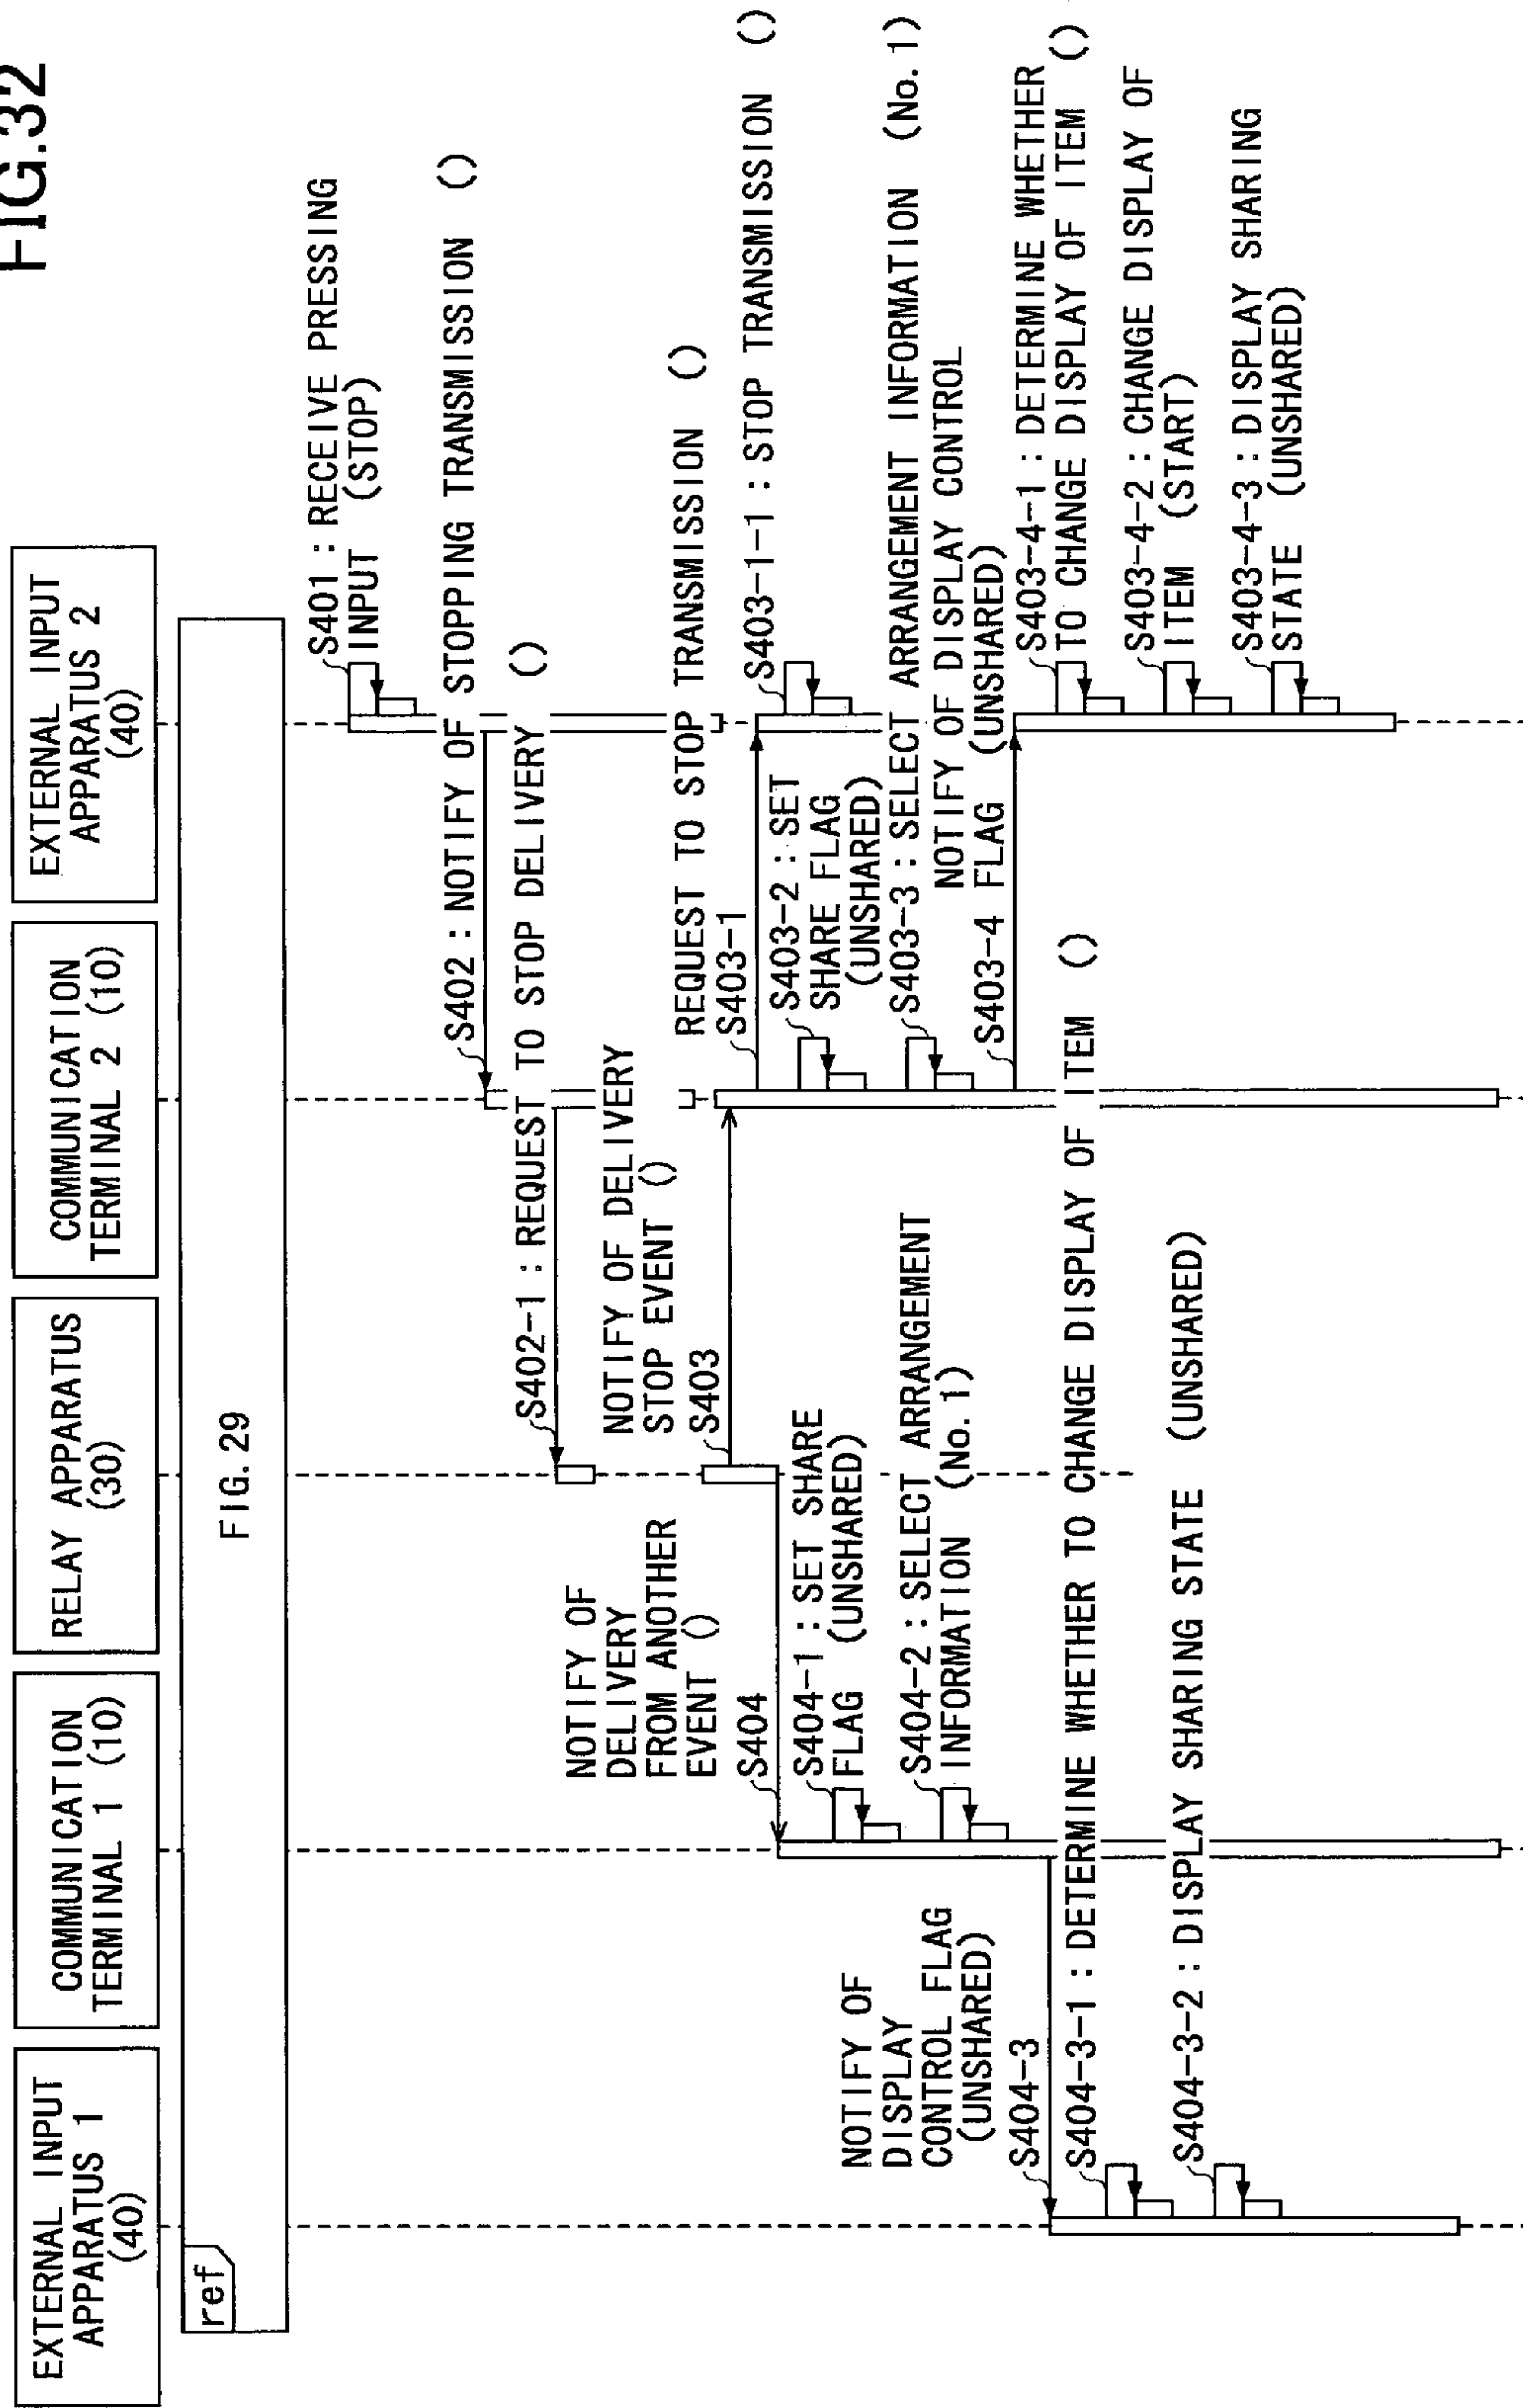 FIG.32
EXTERNAL INPUT
APPARATUS 1
(40)
COMMUNICATION
TERMINAL 1 (10)
RELAY APPARATUS
(30)
COMMUNICATION
TERMINAL 2 (10)
EXTERNAL INPUT
APPARATUS 2
(40)
ref
FIG. 29
S401 : RECEIVE PRESSING
INPUT (STOP)
S402 : NOTIFY OF STOPPING TRANSMISSION ()
S402-1 : REQUEST TO STOP DELIVERY ()
NOTIFY OF DELIVERY
STOP EVENT ()
S403
REQUEST TO STOP TRANSMISSION ()
S403-1
S403-1-1 : STOP TRANSMISSION ()
S403-2 : SET
SHARE FLAG
(UNSHARED)
S403-3 : SELECT ARRANGEMENT INFORMATION (No. 1)
NOTIFY OF DISPLAY CONTROL
S403-4 FLAG (UNSHARED)
S403-4-1 : DETERMINE WHETHER
TO CHANGE DISPLAY OF ITEM ()
S403-4-2 : CHANGE DISPLAY OF
ITEM (START)
S403-4-3 : DISPLAY SHARING
STATE (UNSHARED)
NOTIFY OF
DELIVERY
FROM ANOTHER
EVENT ()
S404
S404-1 : SET SHARE
FLAG (UNSHARED)
S404-2 : SELECT ARRANGEMENT
INFORMATION (No. 1)
NOTIFY OF
DISPLAY
CONTROL FLAG
(UNSHARED)
S404-3
S404-3-1 : DETERMINE WHETHER TO CHANGE DISPLAY OF ITEM ()
S404-3-2 : DISPLAY SHARING STATE (UNSHARED)